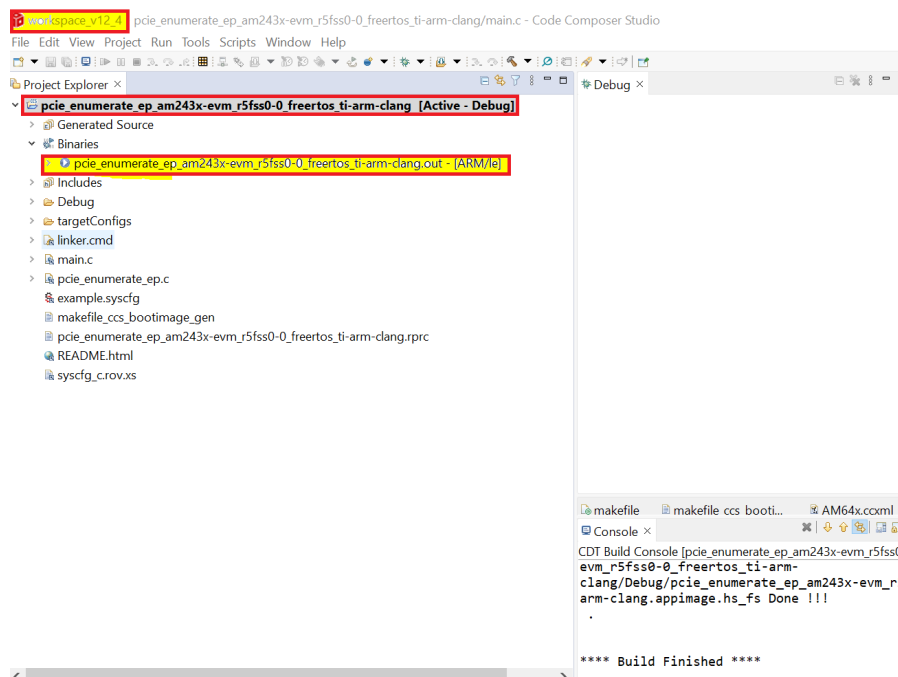 workspace_v12_4 pcie_enumerate_ep_am243x-evm_r5fss0-0_freertos_ti-arm-clang/main.c - Code Composer Studio
File Edit View Project Run Tools Scripts Window Help
Project Explorer
pcie_enumerate_ep_am243x-evm_r5fss0-0_freertos_ti-arm-clang [Active - Debug]
Generated Source
Binaries
pcie_enumerate_ep_am243x-evm_r5fss0-0_freertos_ti-arm-clang.out - [ARM/le]
Includes
Debug
targetConfigs
linker.cmd
main.c
pcie_enumerate_ep.c
example.syscfg
makefile_ccs_bootimage_gen
pcie_enumerate_ep_am243x-evm_r5fss0-0_freertos_ti-arm-clang.rprc
README.html
syscfg_c.rov.xs
Debug
makefile makefile_ccs_booti... AM64x.ccxml
Console
CDT Build Console [pcie_enumerate_ep_am243x-evm_r5fss0
evm_r5fss0-0_freertos_ti-arm-
clang/Debug/pcie_enumerate_ep_am243x-evm_r
arm-clang.appimage.hs_fs Done !!!
.
**** Build Finished ****